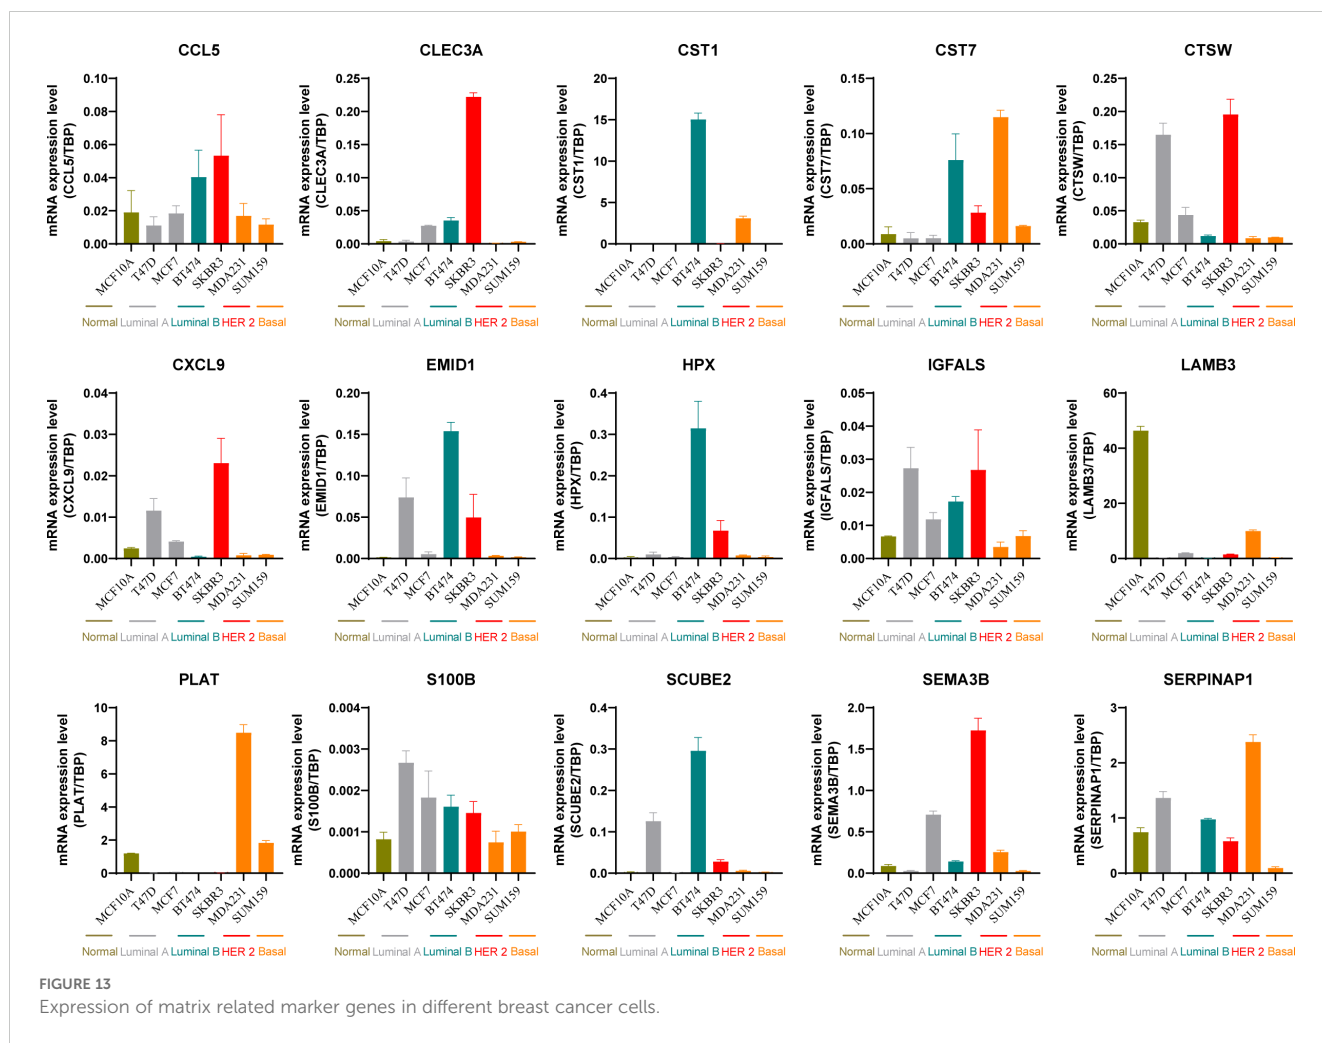 CCL5
mRNA expression level
(CCL5/TBP)
0.10
0.08
0.06
0.04
0.02
0.00
MCF10A
T47D
MCF7
BT474
SKBR3
MDA231
SUM159
Normal Luminal A Luminal B HER 2 Basal
CLEC3A
mRNA expression level
(CLEC3A/TBP)
0.25
0.20
0.15
0.10
0.05
0.00
MCF10A
T47D
MCF7
BT474
SKBR3
MDA231
SUM159
Normal Luminal A Luminal B HER 2 Basal
CST1
mRNA expression level
(CST1/TBP)
20
15
10
5
0
MCF10A
T47D
MCF7
BT474
SKBR3
MDA231
SUM159
Normal Luminal A Luminal B HER 2 Basal
CST7
mRNA expression level
(CST7/TBP)
0.15
0.10
0.05
0.00
MCF10A
T47D
MCF7
BT474
SKBR3
MDA231
SUM159
Normal Luminal A Luminal B HER 2 Basal
CTSW
mRNA expression level
(CTSW/TBP)
0.25
0.20
0.15
0.10
0.05
0.00
MCF10A
T47D
MCF7
BT474
SKBR3
MDA231
SUM159
Normal Luminal A Luminal B HER 2 Basal
CXCL9
mRNA expression level
(CXCL9/TBP)
0.04
0.03
0.02
0.01
0.00
MCF10A
T47D
MCF7
BT474
SKBR3
MDA231
SUM159
Normal Luminal A Luminal B HER 2 Basal
EMID1
mRNA expression level
(EMID1/TBP)
0.20
0.15
0.10
0.05
0.00
MCF10A
T47D
MCF7
BT474
SKBR3
MDA231
SUM159
Normal Luminal A Luminal B HER 2 Basal
HPX
mRNA expression level
(HPX/TBP)
0.4
0.3
0.2
0.1
0.0
MCF10A
T47D
MCF7
BT474
SKBR3
MDA231
SUM159
Normal Luminal A Luminal B HER 2 Basal
IGFALS
mRNA expression level
(IGFALS/TBP)
0.05
0.04
0.03
0.02
0.01
0.00
MCF10A
T47D
MCF7
BT474
SKBR3
MDA231
SUM159
Normal Luminal A Luminal B HER 2 Basal
LAMB3
mRNA expression level
(LAMB3/TBP)
60
40
20
0
MCF10A
T47D
MCF7
BT474
SKBR3
MDA231
SUM159
Normal Luminal A Luminal B HER 2 Basal
PLAT
mRNA expression level
(PLAT/TBP)
10
8
6
4
2
0
MCF10A
T47D
MCF7
BT474
SKBR3
MDA231
SUM159
Normal Luminal A Luminal B HER 2 Basal
S100B
mRNA expression level
(S100B/TBP)
0.004
0.003
0.002
0.001
0.000
MCF10A
T47D
MCF7
BT474
SKBR3
MDA231
SUM159
Normal Luminal A Luminal B HER 2 Basal
SCUBE2
mRNA expression level
(SCUBE2/TBP)
0.4
0.3
0.2
0.1
0.0
MCF10A
T47D
MCF7
BT474
SKBR3
MDA231
SUM159
Normal Luminal A Luminal B HER 2 Basal
SEMA3B
mRNA expression level
(SEMA3B/TBP)
2.0
1.5
1.0
0.5
0.0
MCF10A
T47D
MCF7
BT474
SKBR3
MDA231
SUM159
Normal Luminal A Luminal B HER 2 Basal
SERPINAP1
mRNA expression level
(SERPINAP1/TBP)
3
2
1
0
MCF10A
T47D
MCF7
BT474
SKBR3
MDA231
SUM159
Normal Luminal A Luminal B HER 2 Basal
FIGURE 13
Expression of matrix related marker genes in different breast cancer cells.